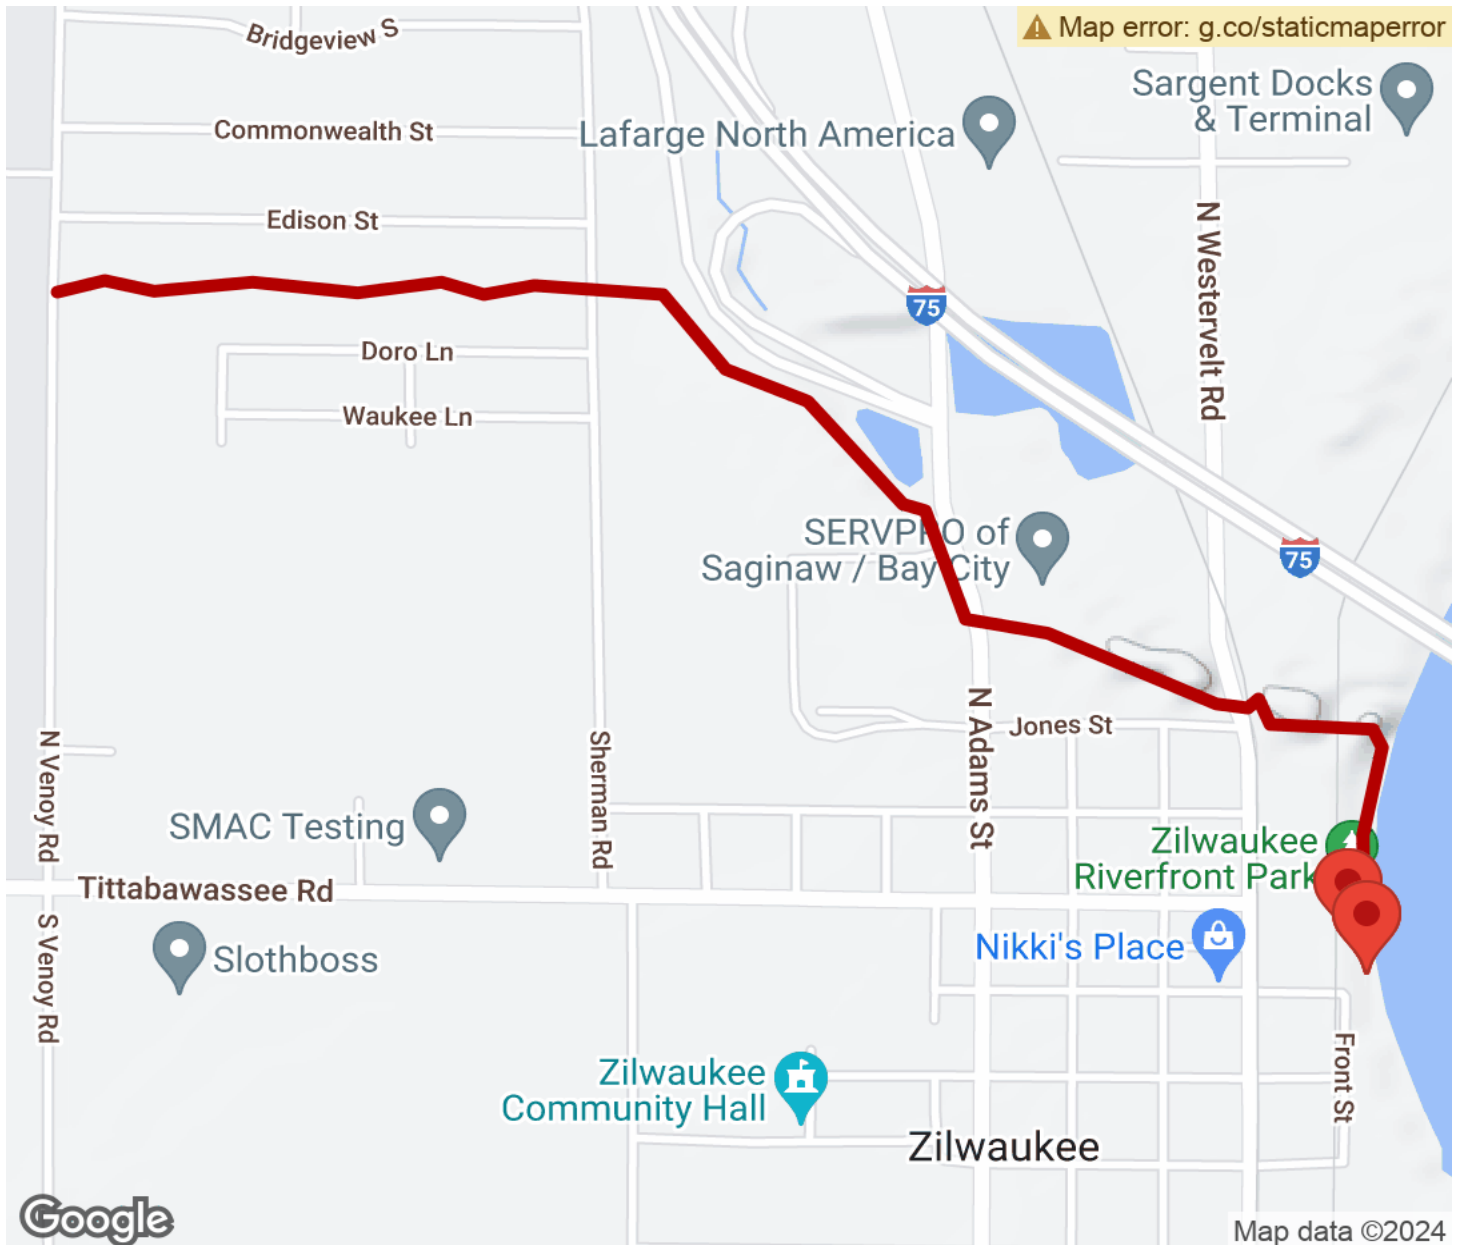 Bridgeview S
Map error: g.co/staticmaperror
Sargent Docks
& Terminal
Commonwealth St
Lafarge North America
Edison St
N Westervelt Rd
75
Doro Ln
Waukee Ln
SERVPRO of
Saginaw / Bay City
75
N Adams St
Jones St
N Venoy Rd
Sherman Rd
SMAC Testing
Zilwaukee
Riverfront Park
Tittabawassee Rd
S Venoy Rd
Slothboss
Nikki's Place
Front St
Zilwaukee
Community Hall
Zilwaukee
Google
Map data ©2024